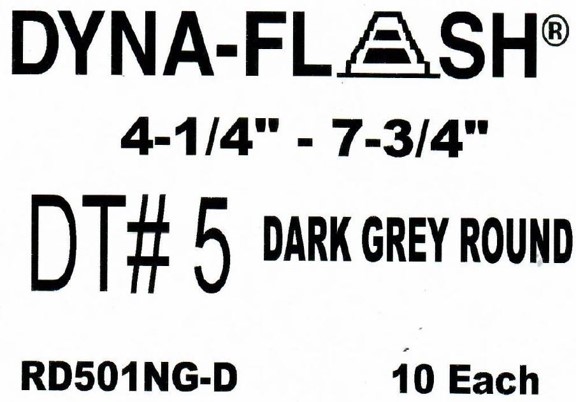 DYNA-FLASH®
4-1/4" - 7-3/4"
DT# 5 DARK GREY ROUND
RD501NG-D 10 Each